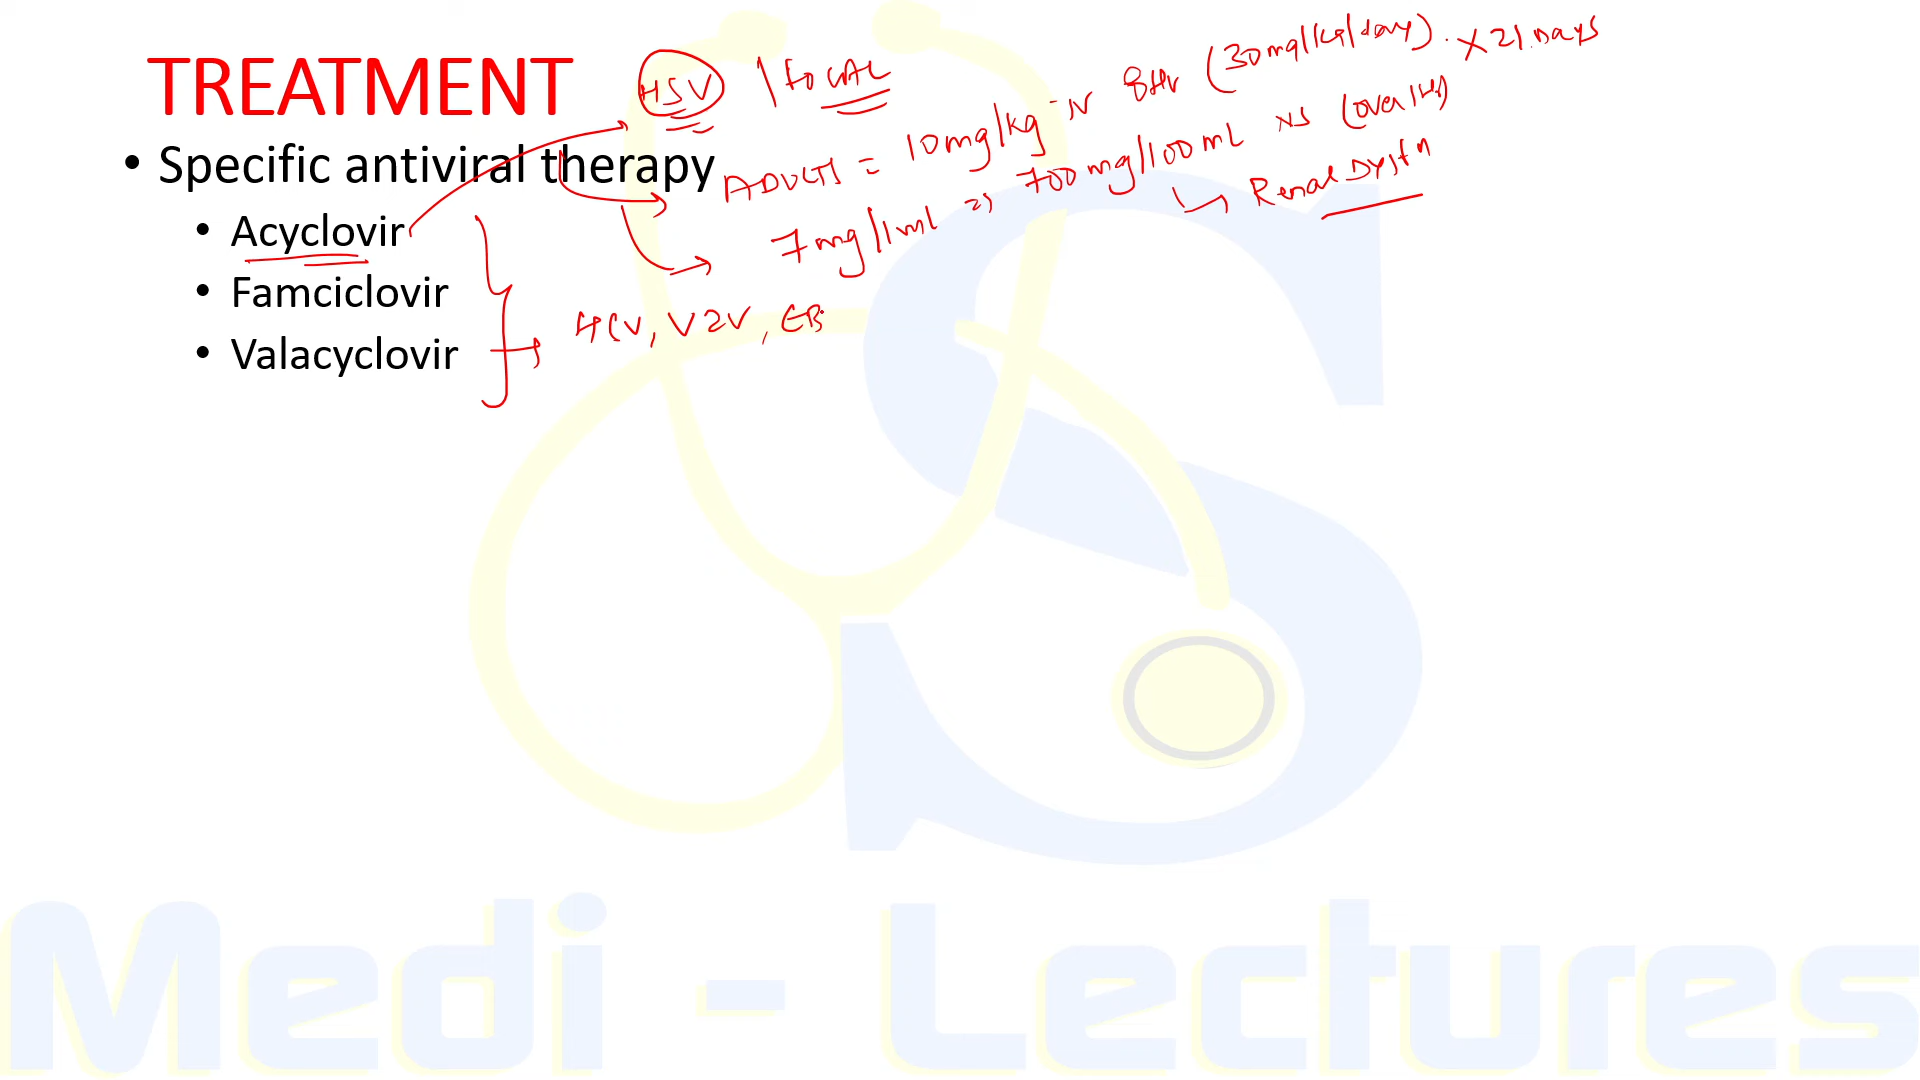 TREATMENT
HSV / FOCAL
• Specific antiviral therapy
ADULTS = 10mg/kg IV 8Hr (30mg/kg/day). X 21 Days
• Acyclovir
7mg/1mL => 700mg/100mL NS (over 1Hr)
Renal Dysfn
• Famciclovir
• Valacyclovir
HSV, VZV, EB
Medi - Lectures